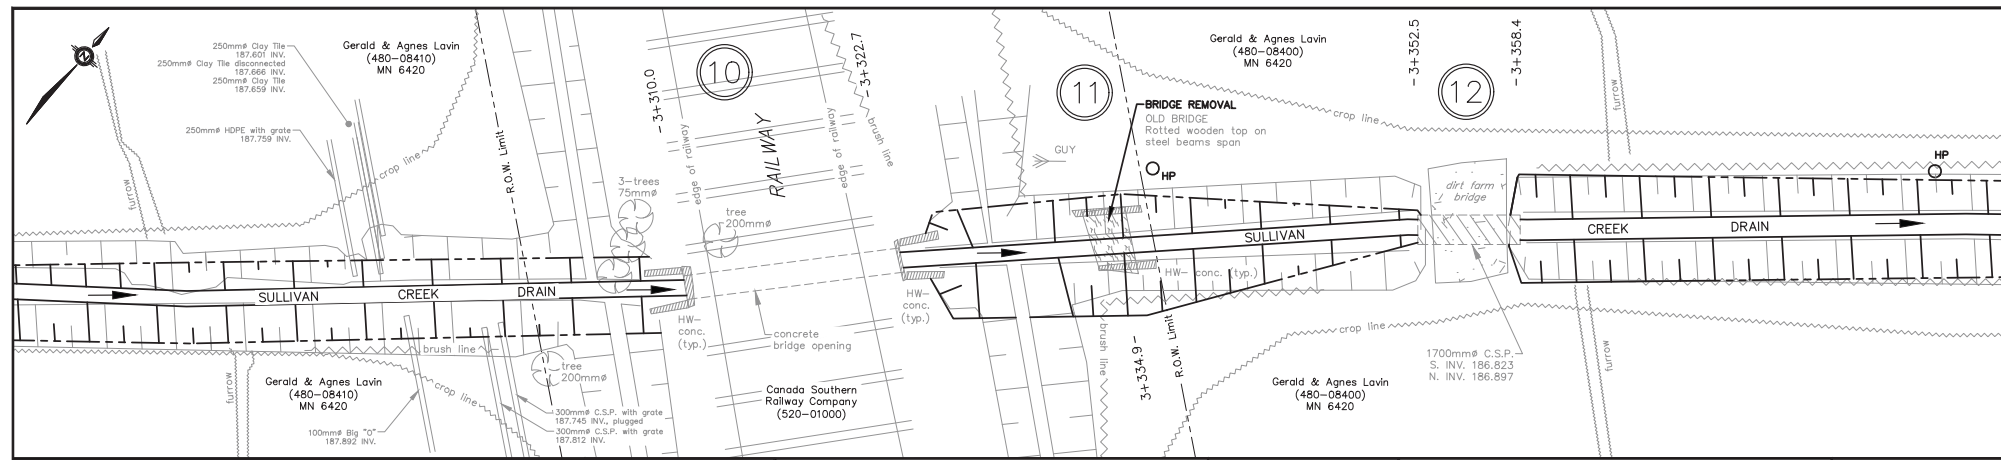 250mmø Clay Tile
187.601 INV.
250mmø Clay Tile disconnected
187.666 INV.
250mmø Clay Tile
187.659 INV.
250mmø HDPE with grate
187.759 INV.
Gerald & Agnes Lavin
(480-08410)
MN 6420
N
furrow
crop line
R.O.W. Limit
3+310.0
10
3+322.7
edge of railway
RAILWAY
edge of railway
brush line
3-trees
75mmø
tree
200mmø
SULLIVAN CREEK DRAIN
HW-
conc.
(typ.)
concrete
bridge opening
brush line
tree
200mmø
furrow
Gerald & Agnes Lavin
(480-08410)
MN 6420
crop line
100mmø Big "O"
187.892 INV.
300mmø C.S.P. with grate
187.745 INV., plugged
300mmø C.S.P. with grate
187.812 INV.
Canada Southern
Railway Company
(520-01000)
HW-
conc.
(typ.)
GUY
11
BRIDGE REMOVAL
OLD BRIDGE
Rotted wooden top on
steel beams span
HP
Gerald & Agnes Lavin
(480-08400)
MN 6420
crop line
3+352.5
12
3+358.4
furrow
HP
dirt farm
bridge
SULLIVAN
CREEK DRAIN
HW- conc. (typ.)
brush line
3+334.9
R.O.W. Limit
crop line
Gerald & Agnes Lavin
(480-08400)
MN 6420
1700mmø C.S.P.
S. INV. 186.823
N. INV. 186.897
furrow